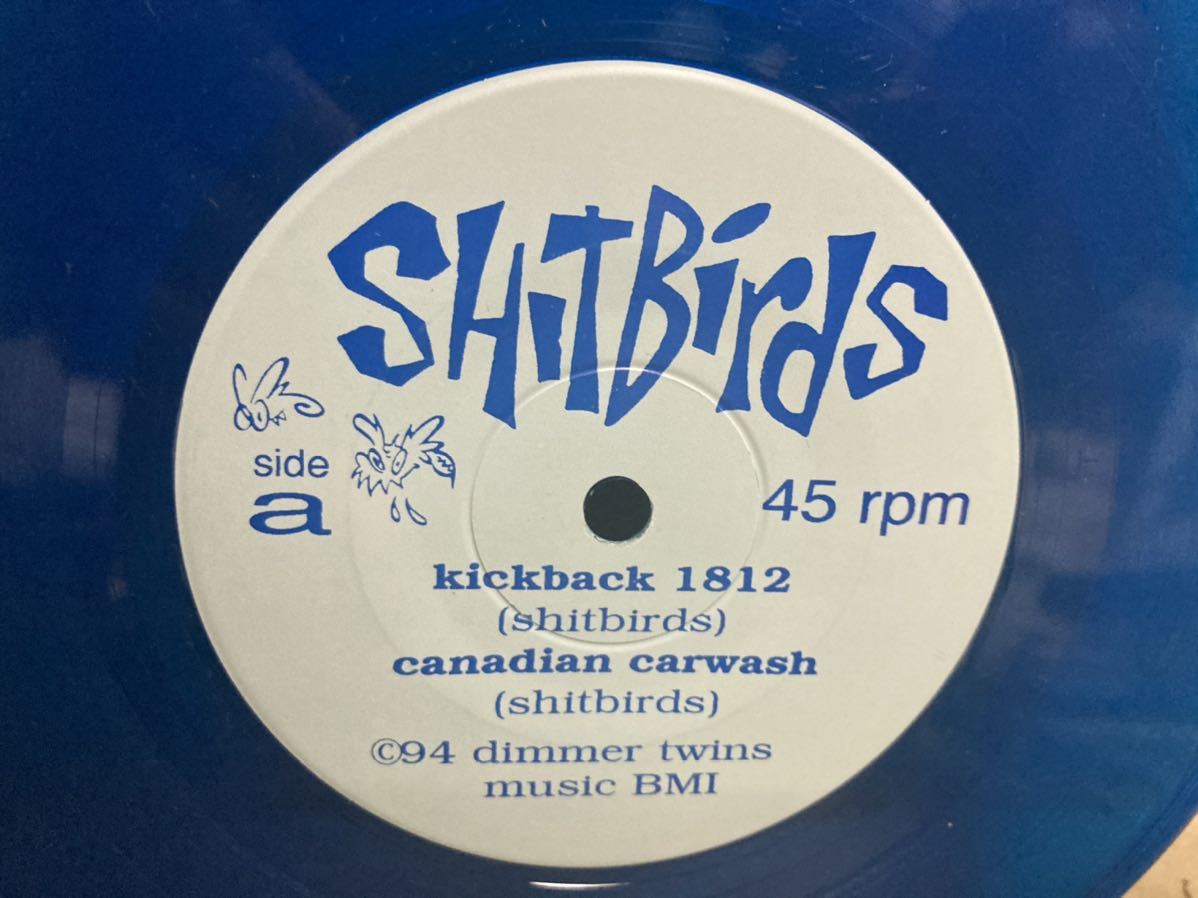 SHitBirds
side
a
45 rpm
kickback 1812
(shitbirds)
canadian carwash
(shitbirds)
©94 dimmer twins
music BMI